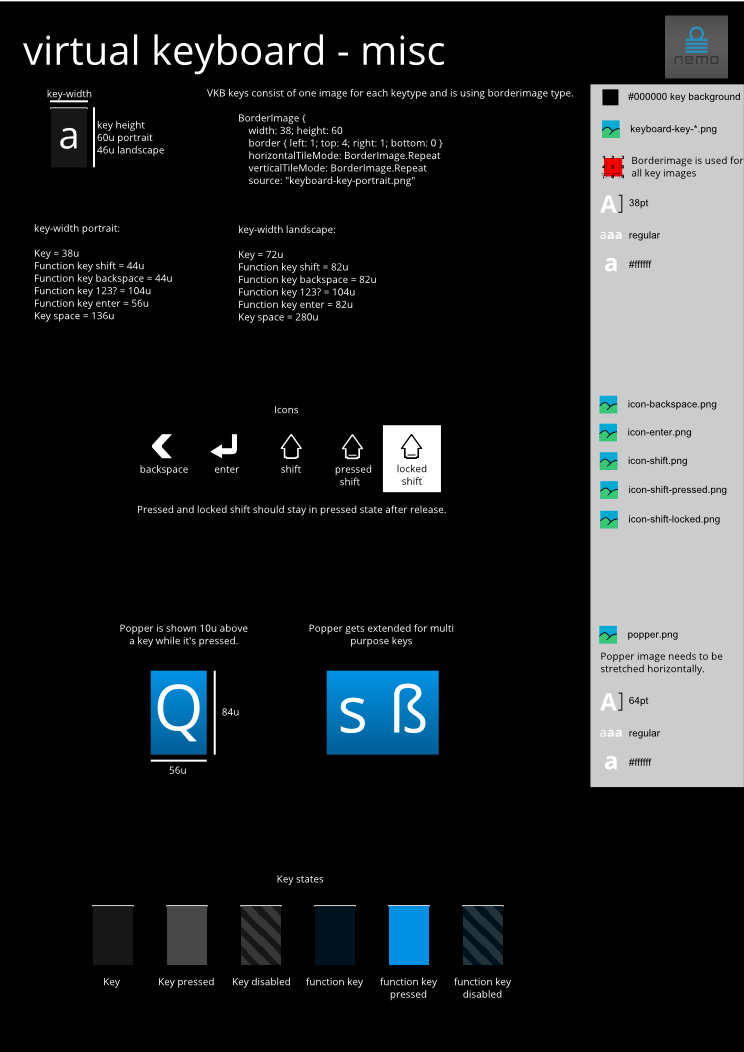 virtual keyboard - misc
nemo
key-width
a
key height
60u portrait
46u landscape
VKB keys consist of one image for each keytype and is using borderimage type.
BorderImage {
width: 38; height: 60
border { left: 1; top: 4; right: 1; bottom: 0 }
horizontalTileMode: BorderImage.Repeat
verticalTileMode: BorderImage.Repeat
source: "keyboard-key-portrait.png"
#000000 key background
keyboard-key-*.png
Borderimage is used for
all key images
A] 38pt
aaa regular
a #ffffff
key-width portrait:
Key = 38u
Function key shift = 44u
Function key backspace = 44u
Function key 123? = 104u
Function key enter = 56u
Key space = 136u
key-width landscape:
Key = 72u
Function key shift = 82u
Function key backspace = 82u
Function key 123? = 104u
Function key enter = 82u
Key space = 280u
Icons
backspace
enter
shift
pressed
shift
locked
shift
Pressed and locked shift should stay in pressed state after release.
icon-backspace.png
icon-enter.png
icon-shift.png
icon-shift-pressed.png
icon-shift-locked.png
Popper is shown 10u above
a key while it's pressed.
Q
84u
56u
Popper gets extended for multi
purpose keys
s ß
popper.png
Popper image needs to be
stretched horizontally.
A] 64pt
aaa regular
a #ffffff
Key states
Key
Key pressed
Key disabled
function key
function key
pressed
function key
disabled